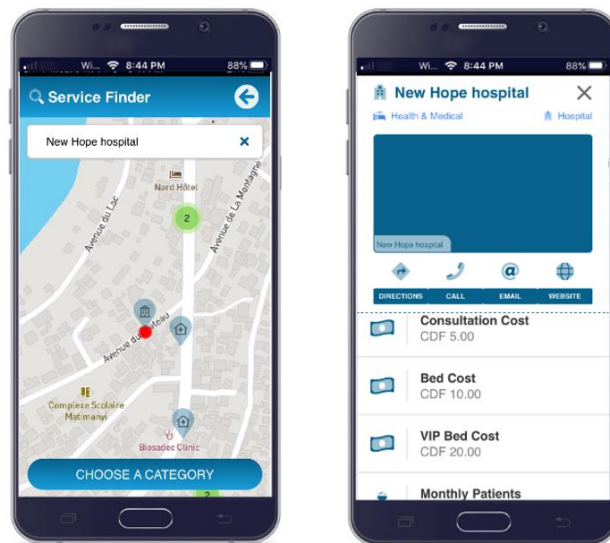 Wi... 8:44 PM 88%
Service Finder
New Hope hospital ×
Nard Hôtel
2
Avenue du Lac
Avenue de La Montagne
Avenue du
teau
Complexe Scolaire
Matimanyi
Biosadec Clinic
CHOOSE A CATEGORY
2
Wi... 8:44 PM 88%
New Hope hospital
Health & Medical Hospital
New Hope hospital
DIRECTIONS CALL EMAIL WEBSITE
Consultation Cost
CDF 5.00
Bed Cost
CDF 10.00
VIP Bed Cost
CDF 20.00
Monthly Patients